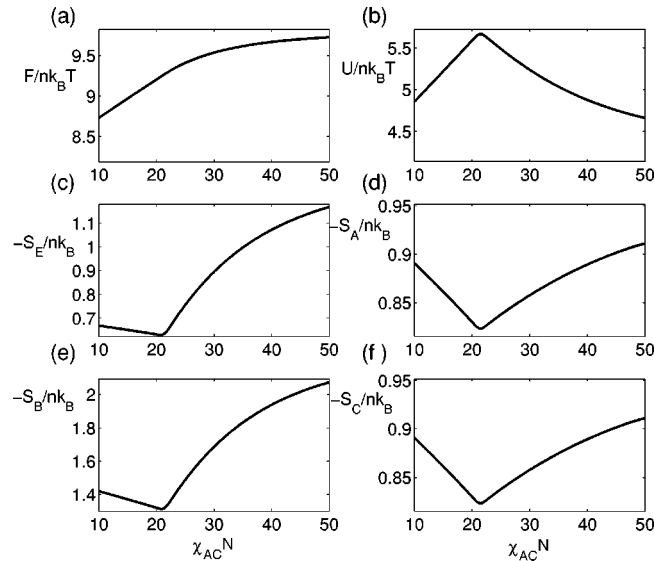 (a)
F/nk_BT
9.5
9
8.5
10 20 30 40 50
(b)
U/nk_BT
5.5
5
4.5
10 20 30 40 50
(c)
−S_E/nk_B
1.1
1
0.9
0.8
0.7
10 20 30 40 50
(d)
−S_A/nk_B
0.95
0.9
0.85
10 20 30 40 50
(e)
−S_B/nk_B
2
1.8
1.6
1.4
10 20 30 40 50
χ_ACN
(f)
−S_C/nk_B
0.95
0.9
0.85
10 20 30 40 50
χ_ACN